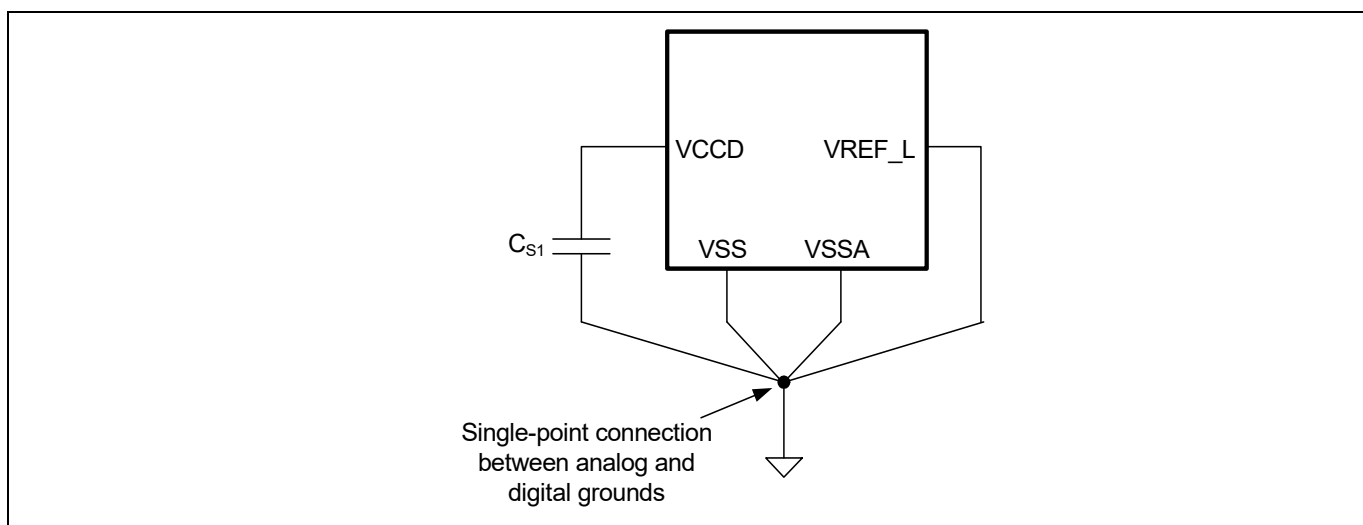 VCCD
VREF_L
CS1
VSS
VSSA
Single-point connection
between analog and
digital grounds